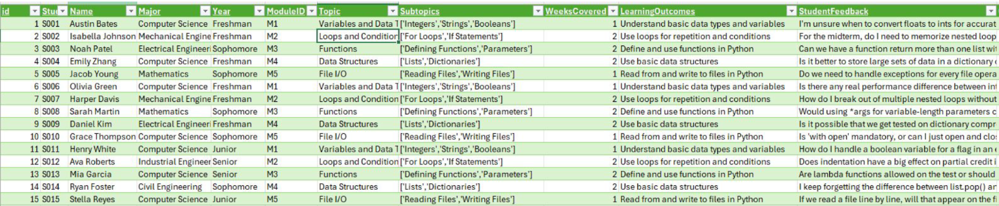 id Stu Name Major Year ModuleID Topic Subtopics WeeksCovered LearningOutcomes StudentFeedback
1 S001 Austin Bates Computer Science Freshman M1 Variables and Data T ['Integers','Strings','Booleans'] 1 Understand basic data types and variables I'm unsure when to convert floats to ints for accurat
2 S002 Isabella Johnson Mechanical Engine Freshman M2 Loops and Condition ['For Loops','If Statements'] 2 Use loops for repetition and conditions For the midterm, do I need to memorize nested loop
3 S003 Noah Patel Electrical Engineeri Sophomore M3 Functions ['Defining Functions','Parameters'] 2 Define and use functions in Python Can we have a function return more than one list wit
4 S004 Emily Zhang Computer Science Freshman M4 Data Structures ['Lists','Dictionaries'] 2 Use basic data structures Is it better to store large sets of data in a dictionary
5 S005 Jacob Young Mathematics Sophomore M5 File I/O ['Reading Files','Writing Files'] 1 Read from and write to files in Python Do we need to handle exceptions for every file opera
6 S006 Olivia Green Computer Science Freshman M1 Variables and Data T ['Integers','Strings','Booleans'] 1 Understand basic data types and variables Is there any real performance difference between int
7 S007 Harper Davis Mechanical Engine Freshman M2 Loops and Condition ['For Loops','If Statements'] 2 Use loops for repetition and conditions How do I break out of multiple nested loops without
8 S008 Sarah Martin Mathematics Sophomore M3 Functions ['Defining Functions','Parameters'] 2 Define and use functions in Python Would using *args for variable-length parameters c
9 S009 Daniel Kim Electrical Engineeri Freshman M4 Data Structures ['Lists','Dictionaries'] 2 Use basic data structures Is it possible that we get tested on dictionary compr
10 S010 Grace Thompson Computer Science Sophomore M5 File I/O ['Reading Files','Writing Files'] 1 Read from and write to files in Python Is 'with open' mandatory, or can I just open and clo
11 S011 Henry White Computer Science Junior M1 Variables and Data T ['Integers','Strings','Booleans'] 1 Understand basic data types and variables How do I handle a boolean variable for a flag in an
12 S012 Ava Roberts Industrial Engineer Senior M2 Loops and Condition ['For Loops','If Statements'] 2 Use loops for repetition and conditions Does indentation have a big effect on partial credit i
13 S013 Mia Garcia Computer Science Senior M3 Functions ['Defining Functions','Parameters'] 2 Define and use functions in Python Are lambda functions allowed on the test or should
14 S014 Ryan Foster Civil Engineering Sophomore M4 Data Structures ['Lists','Dictionaries'] 2 Use basic data structures I keep forgetting the difference between list.pop() an
15 S015 Stella Reyes Computer Science Junior M5 File I/O ['Reading Files','Writing Files'] 1 Read from and write to files in Python If we read a file line by line, will that appear on the fi